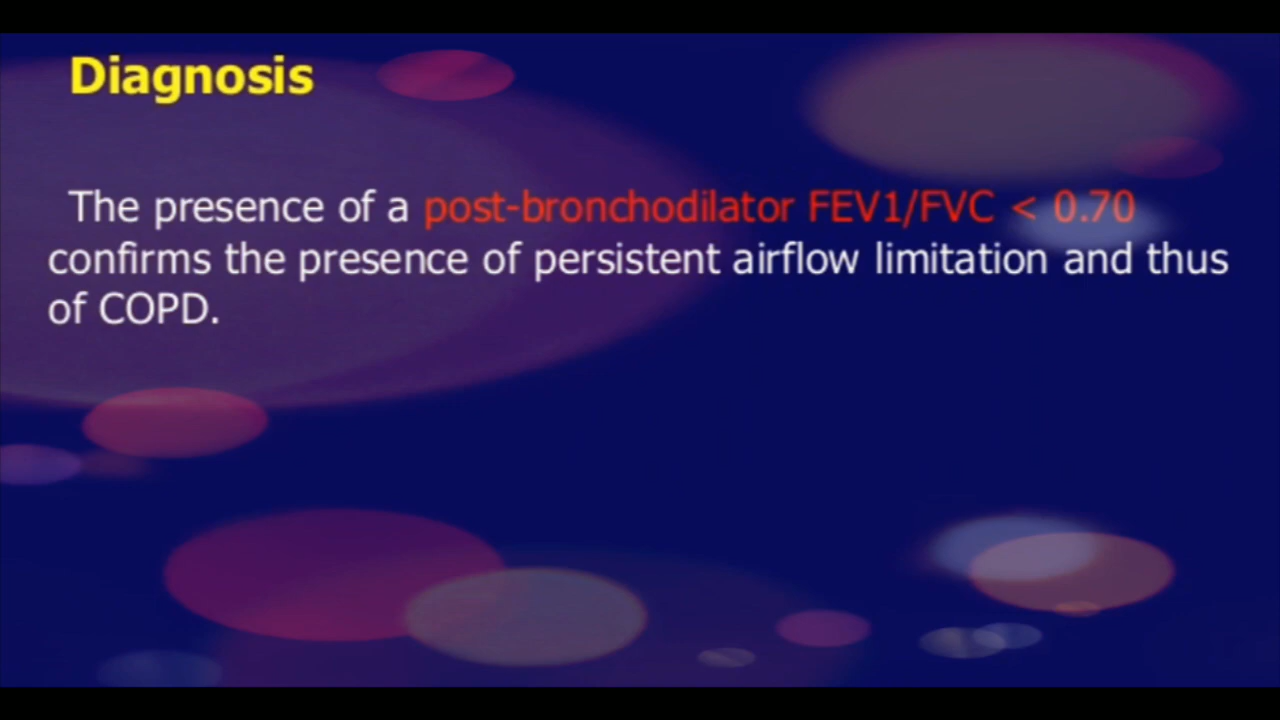 Diagnosis
The presence of a post-bronchodilator FEV1/FVC < 0.70
confirms the presence of persistent airflow limitation and thus
of COPD.